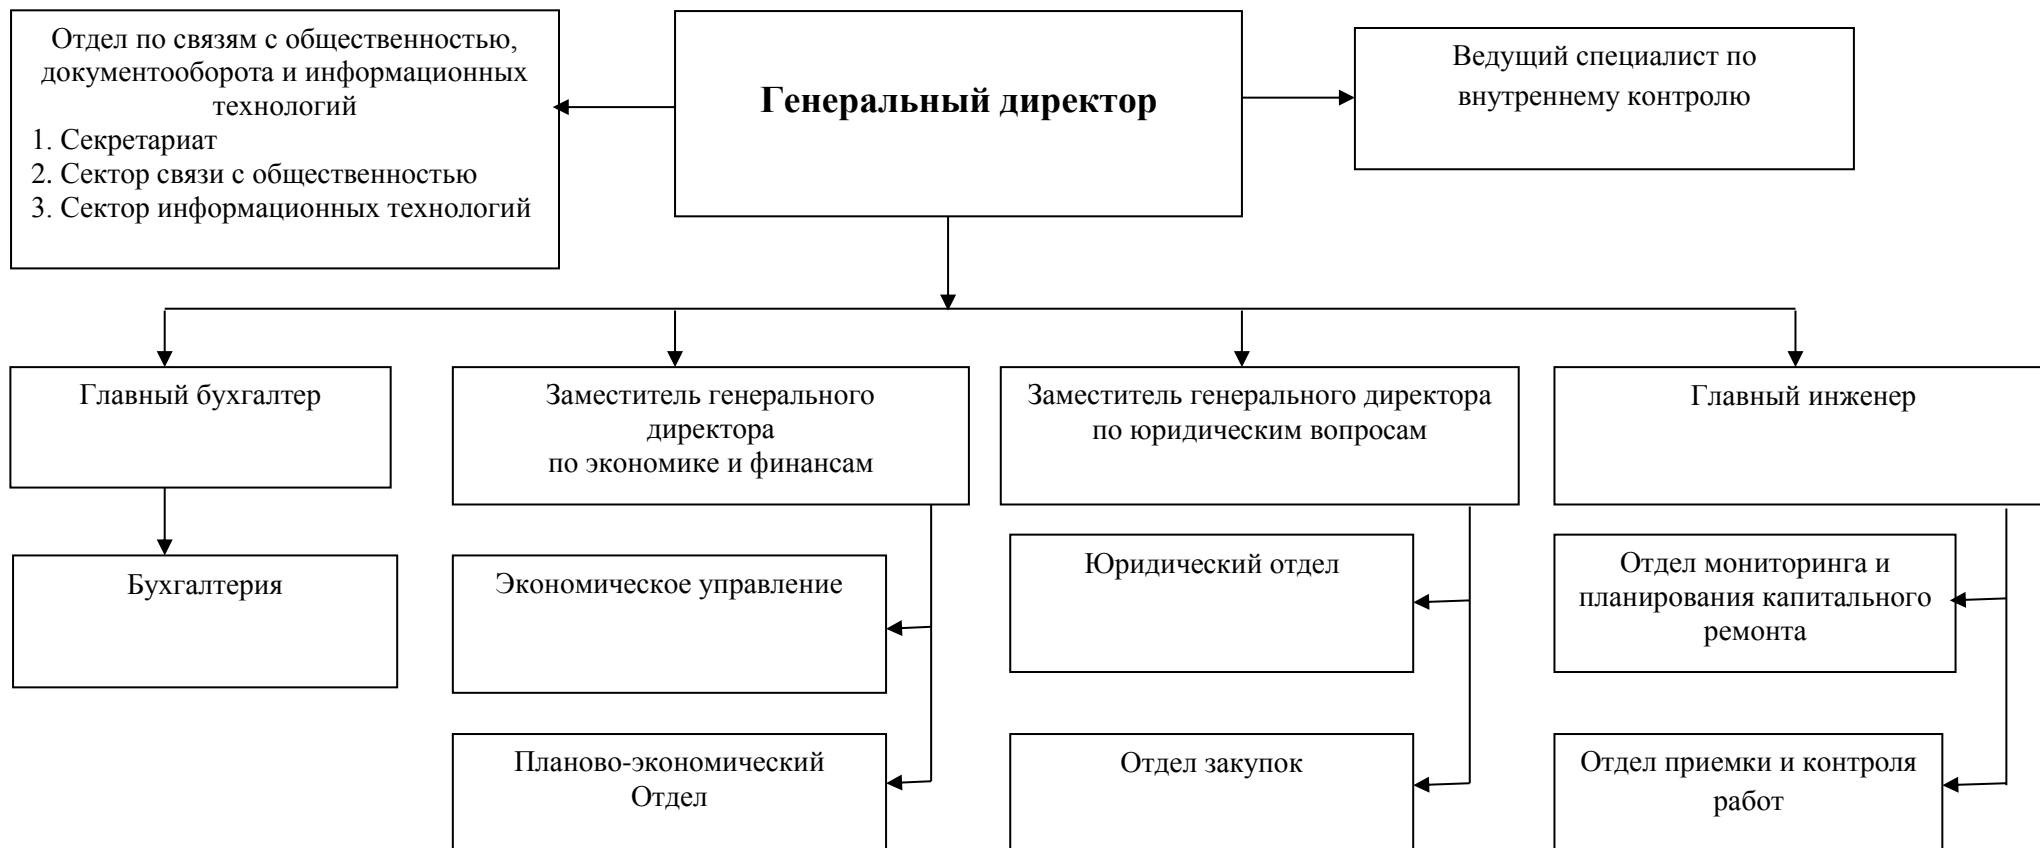 Отдел по связям с общественностью,
документооборота и информационных
технологий
1. Секретариат
2. Сектор связи с общественностью
3. Сектор информационных технологий
Генеральный директор
Ведущий специалист по
внутреннему контролю
Главный бухгалтер
Заместитель генерального
директора
по экономике и финансам
Заместитель генерального директора
по юридическим вопросам
Главный инженер
Бухгалтерия
Экономическое управление
Юридический отдел
Отдел мониторинга и
планирования капитального
ремонта
Планово-экономический
Отдел
Отдел закупок
Отдел приемки и контроля
работ